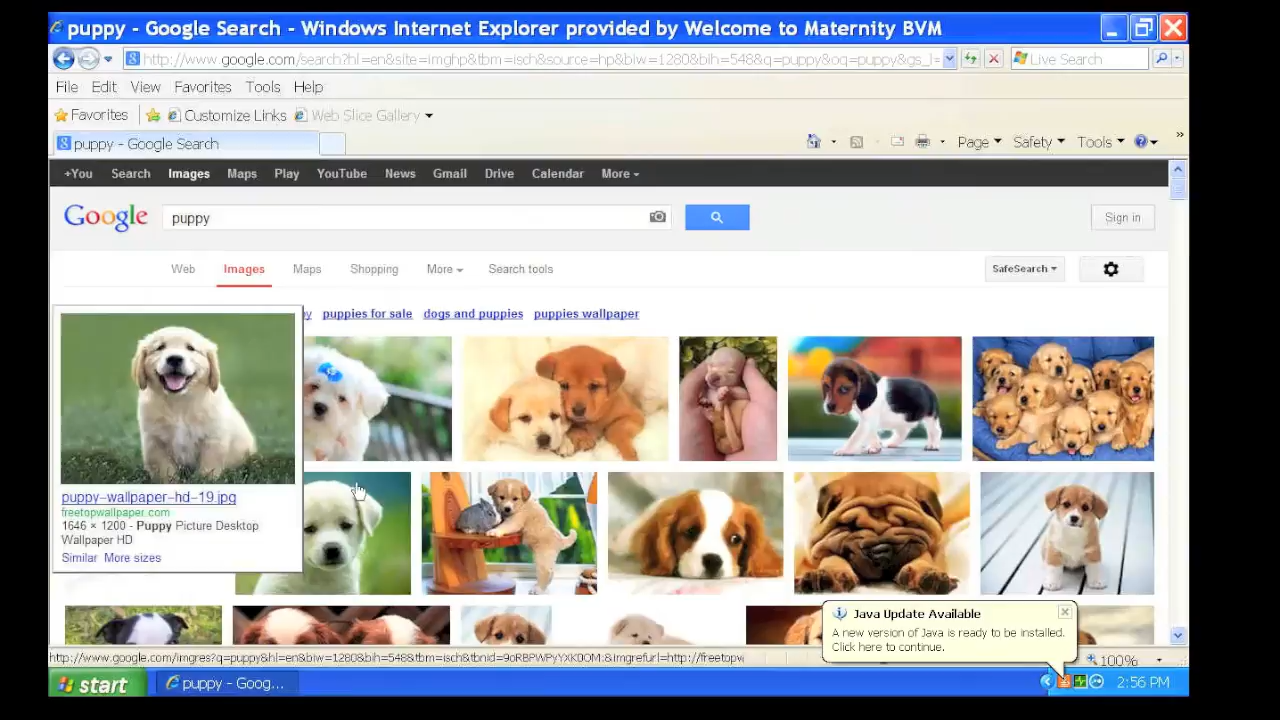 puppy - Google Search - Windows Internet Explorer provided by Welcome to Maternity BVM
Live Search
File Edit View Favorites Tools Help
Favorites Customize Links Web Slice Gallery
puppy - Google Search Page Safety Tools
+You Search Images Maps Play YouTube News Gmail Drive Calendar More
Google puppy Sign in
Web Images Maps Shopping More Search tools SafeSearch
puppies for sale dogs and puppies puppies wallpaper
puppy-wallpaper-hd-19.jpg
freetopwallpaper.com
1646 × 1200 - Puppy Picture Desktop
Wallpaper HD
Similar More sizes
Java Update Available
A new version of Java is ready to be installed.
Click here to continue.
100%
start puppy - Goog... 2:56 PM